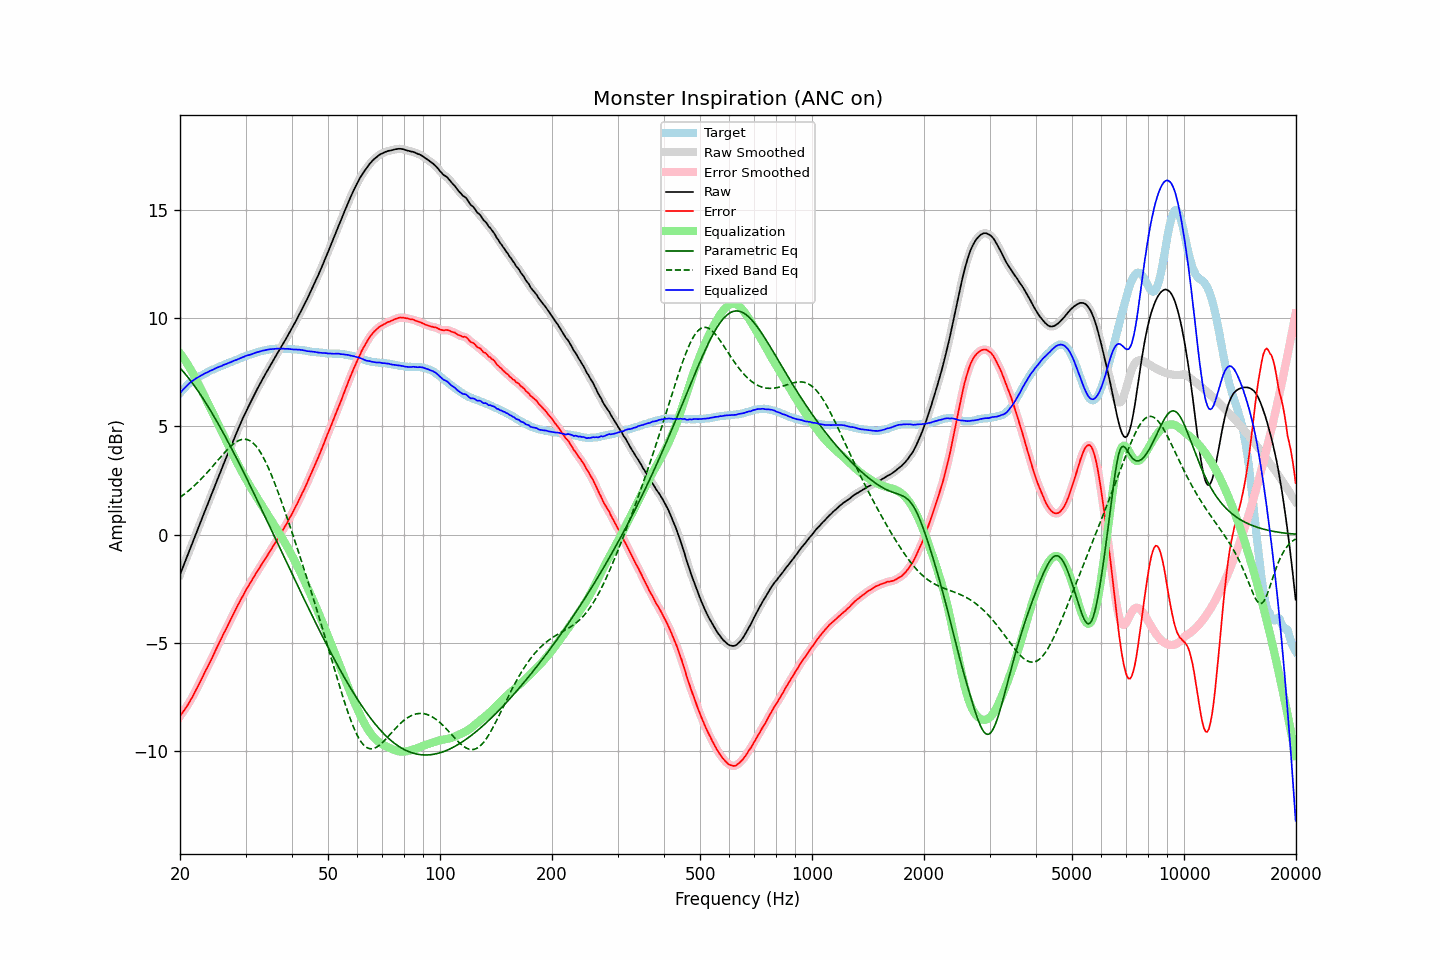 Monster Inspiration (ANC on)
Target
Raw Smoothed
Error Smoothed
Raw
Error
Equalization
Parametric Eq
Fixed Band Eq
Equalized
Amplitude (dBr)
15
10
5
0
−5
−10
20 50 100 200 500 1000 2000 5000 10000 20000
Frequency (Hz)